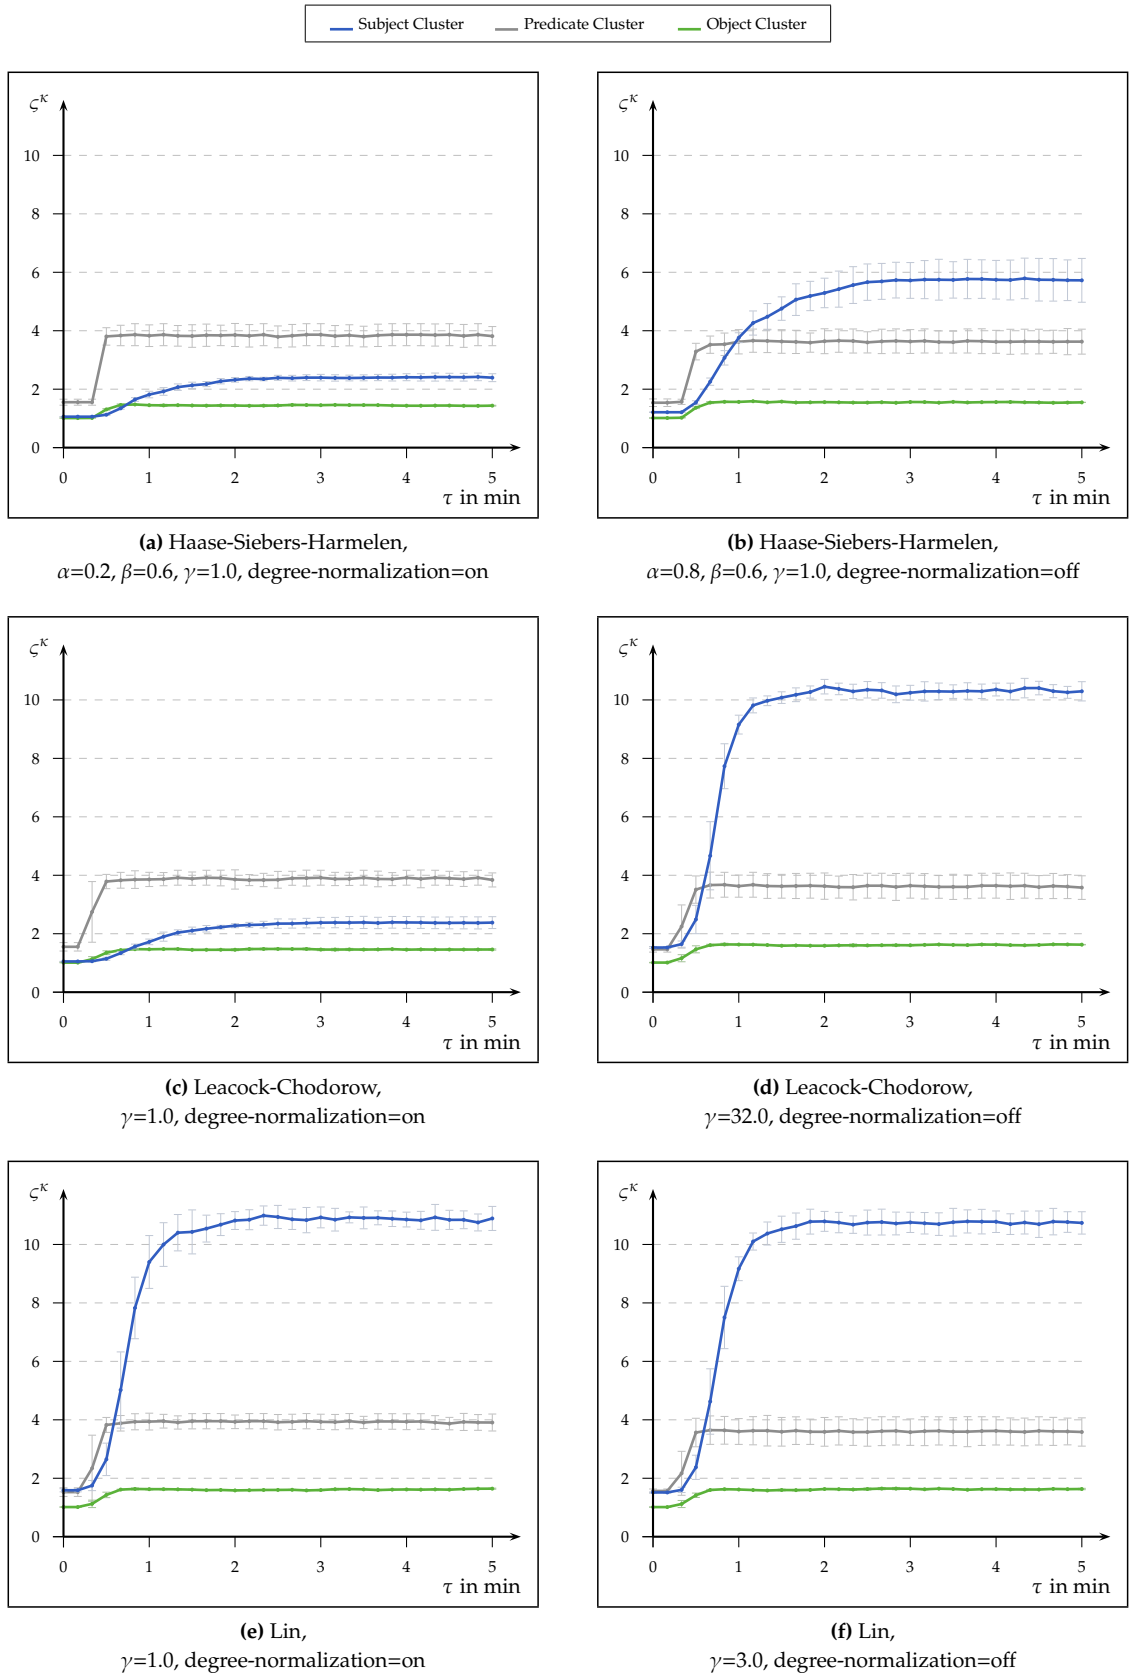 Subject Cluster Predicate Cluster Object Cluster
ςκ ςκ
10 10
8 8
6 6
4 4
2 2
0 0
0 1 2 3 4 5 0 1 2 3 4 5
τ in min τ in min
(a) Haase-Siebers-Harmelen,
α=0.2, β=0.6, γ=1.0, degree-normalization=on
(b) Haase-Siebers-Harmelen,
α=0.8, β=0.6, γ=1.0, degree-normalization=off
ςκ ςκ
10 10
8 8
6 6
4 4
2 2
0 0
0 1 2 3 4 5 0 1 2 3 4 5
τ in min τ in min
(c) Leacock-Chodorow,
γ=1.0, degree-normalization=on
(d) Leacock-Chodorow,
γ=32.0, degree-normalization=off
ςκ ςκ
10 10
8 8
6 6
4 4
2 2
0 0
0 1 2 3 4 5 0 1 2 3 4 5
τ in min τ in min
(e) Lin,
γ=1.0, degree-normalization=on
(f) Lin,
γ=3.0, degree-normalization=off